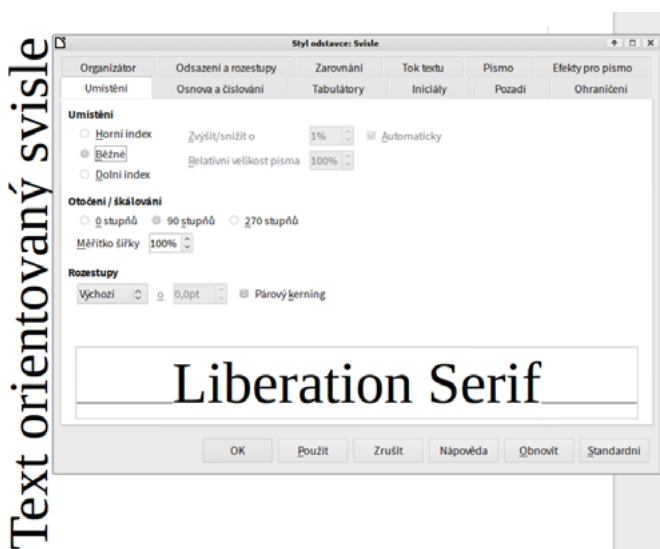 Text orientovaný svisle
Styl odstavce: Svisle
Organizátor Odsazení a rozestupy Zarovnání Tok textu Písmo Efekty pro písmo
Umístění Osnova a číslování Tabulátory Iniciály Pozadí Ohraničení
Umístění
Horní index Zvýšit/snížit o 1% Automaticky
Běžné Relativní velikost písma 100%
Dolní index
Otočení / škálování
0 stupňů 90 stupňů 270 stupňů
Měřítko šířky 100%
Rozestupy
Výchozí o 0,0pt Párový kerning
Liberation Serif
OK Použít Zrušit Nápověda Obnovit Standardní